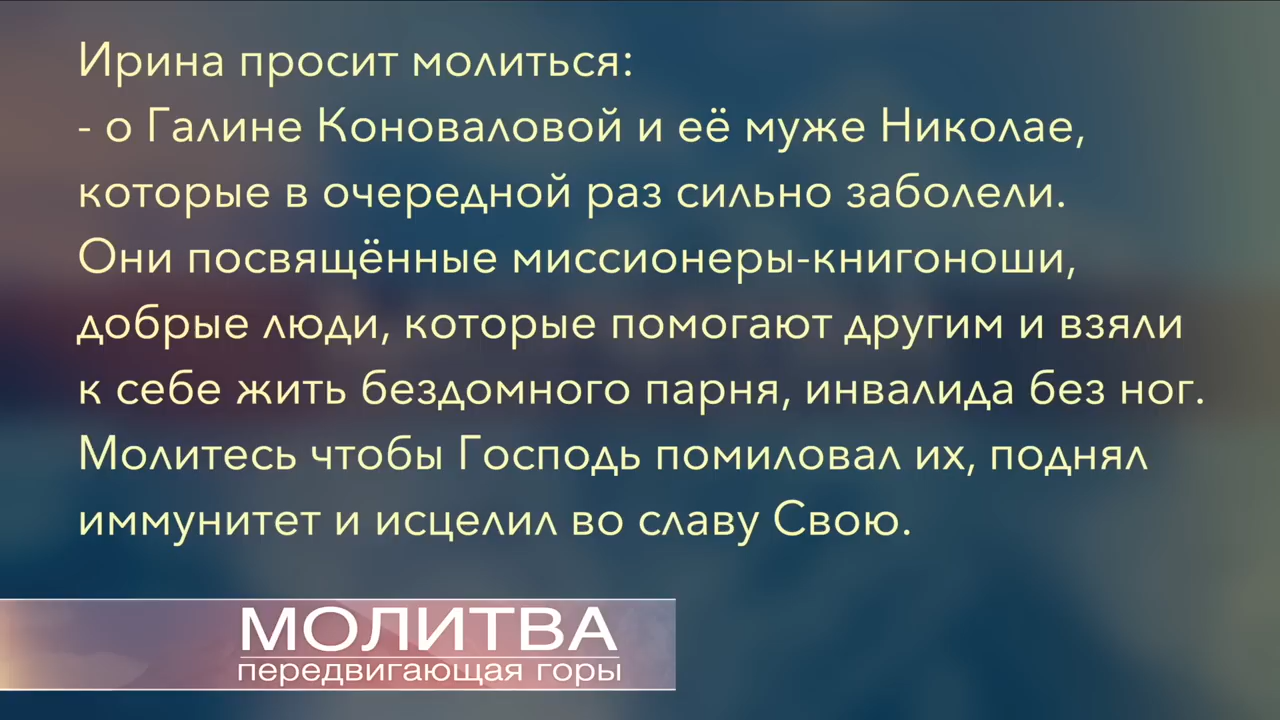 Ирина просит молиться:
- о Галине Коноваловой и её муже Николае,
которые в очередной раз сильно заболели.
Они посвящённые миссионеры-книгоноши,
добрые люди, которые помогают другим и взяли
к себе жить бездомного парня, инвалида без ног.
Молитесь чтобы Господь помиловал их, поднял
иммунитет и исцелил во славу Свою.
МОЛИТВА
передвигающая горы